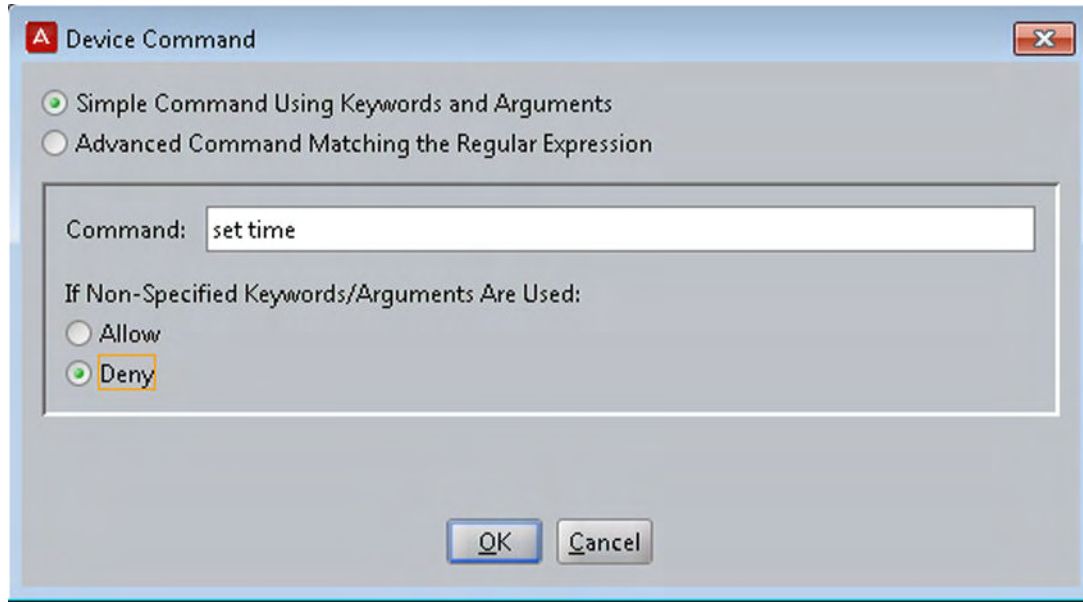 A Device Command
Simple Command Using Keywords and Arguments
Advanced Command Matching the Regular Expression
Command: set time
If Non-Specified Keywords/Arguments Are Used:
Allow
Deny
OK Cancel